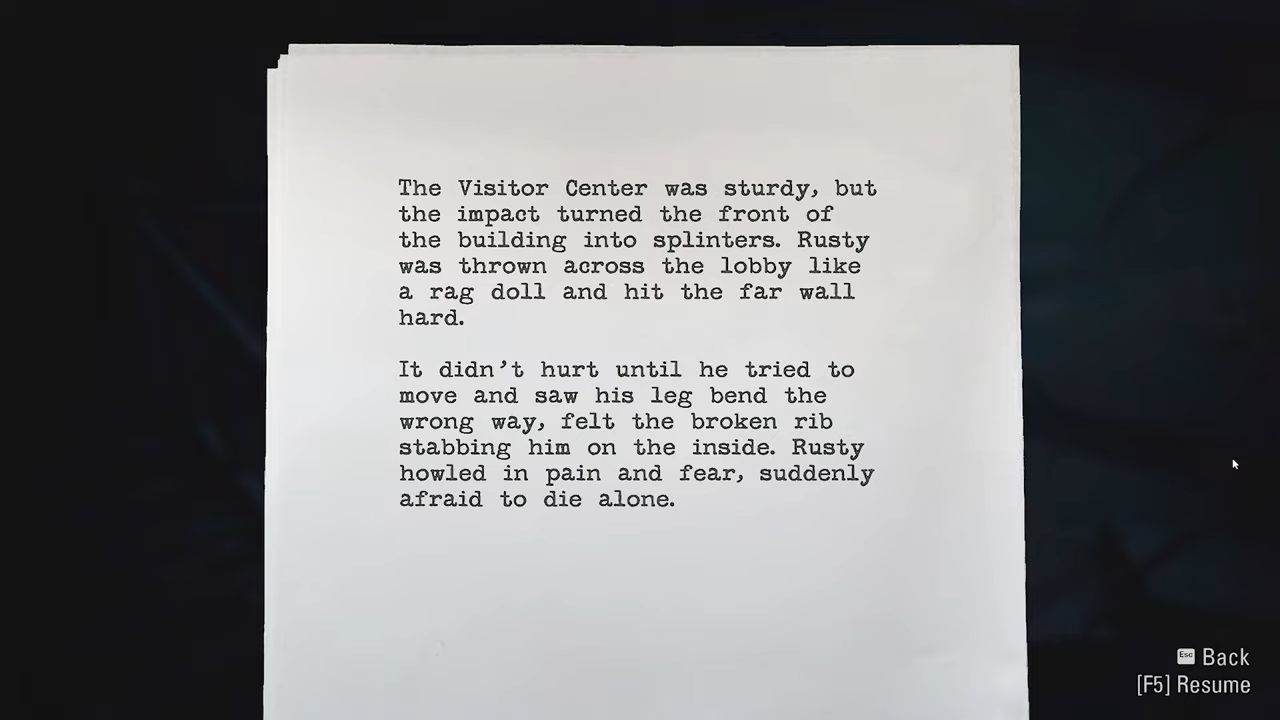 The Visitor Center was sturdy, but
the impact turned the front of
the building into splinters. Rusty
was thrown across the lobby like
a rag doll and hit the far wall
hard.
It didn't hurt until he tried to
move and saw his leg bend the
wrong way, felt the broken rib
stabbing him on the inside. Rusty
howled in pain and fear, suddenly
afraid to die alone.
Esc Back
[F5] Resume